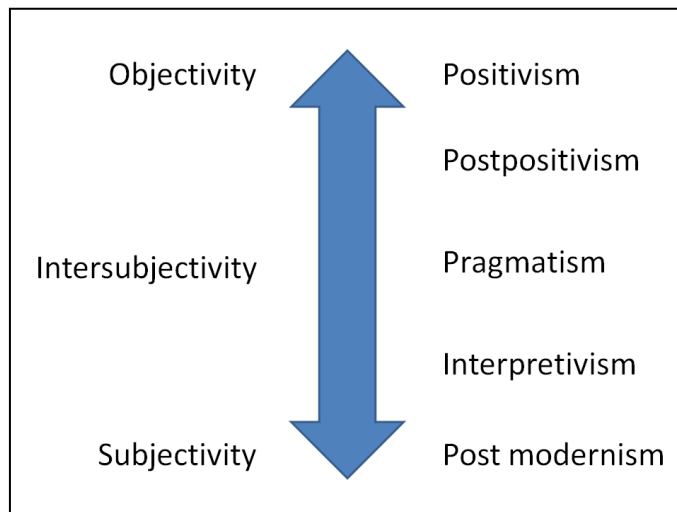 Objectivity Positivism
Postpositivism
Intersubjectivity Pragmatism
Interpretivism
Subjectivity Post modernism